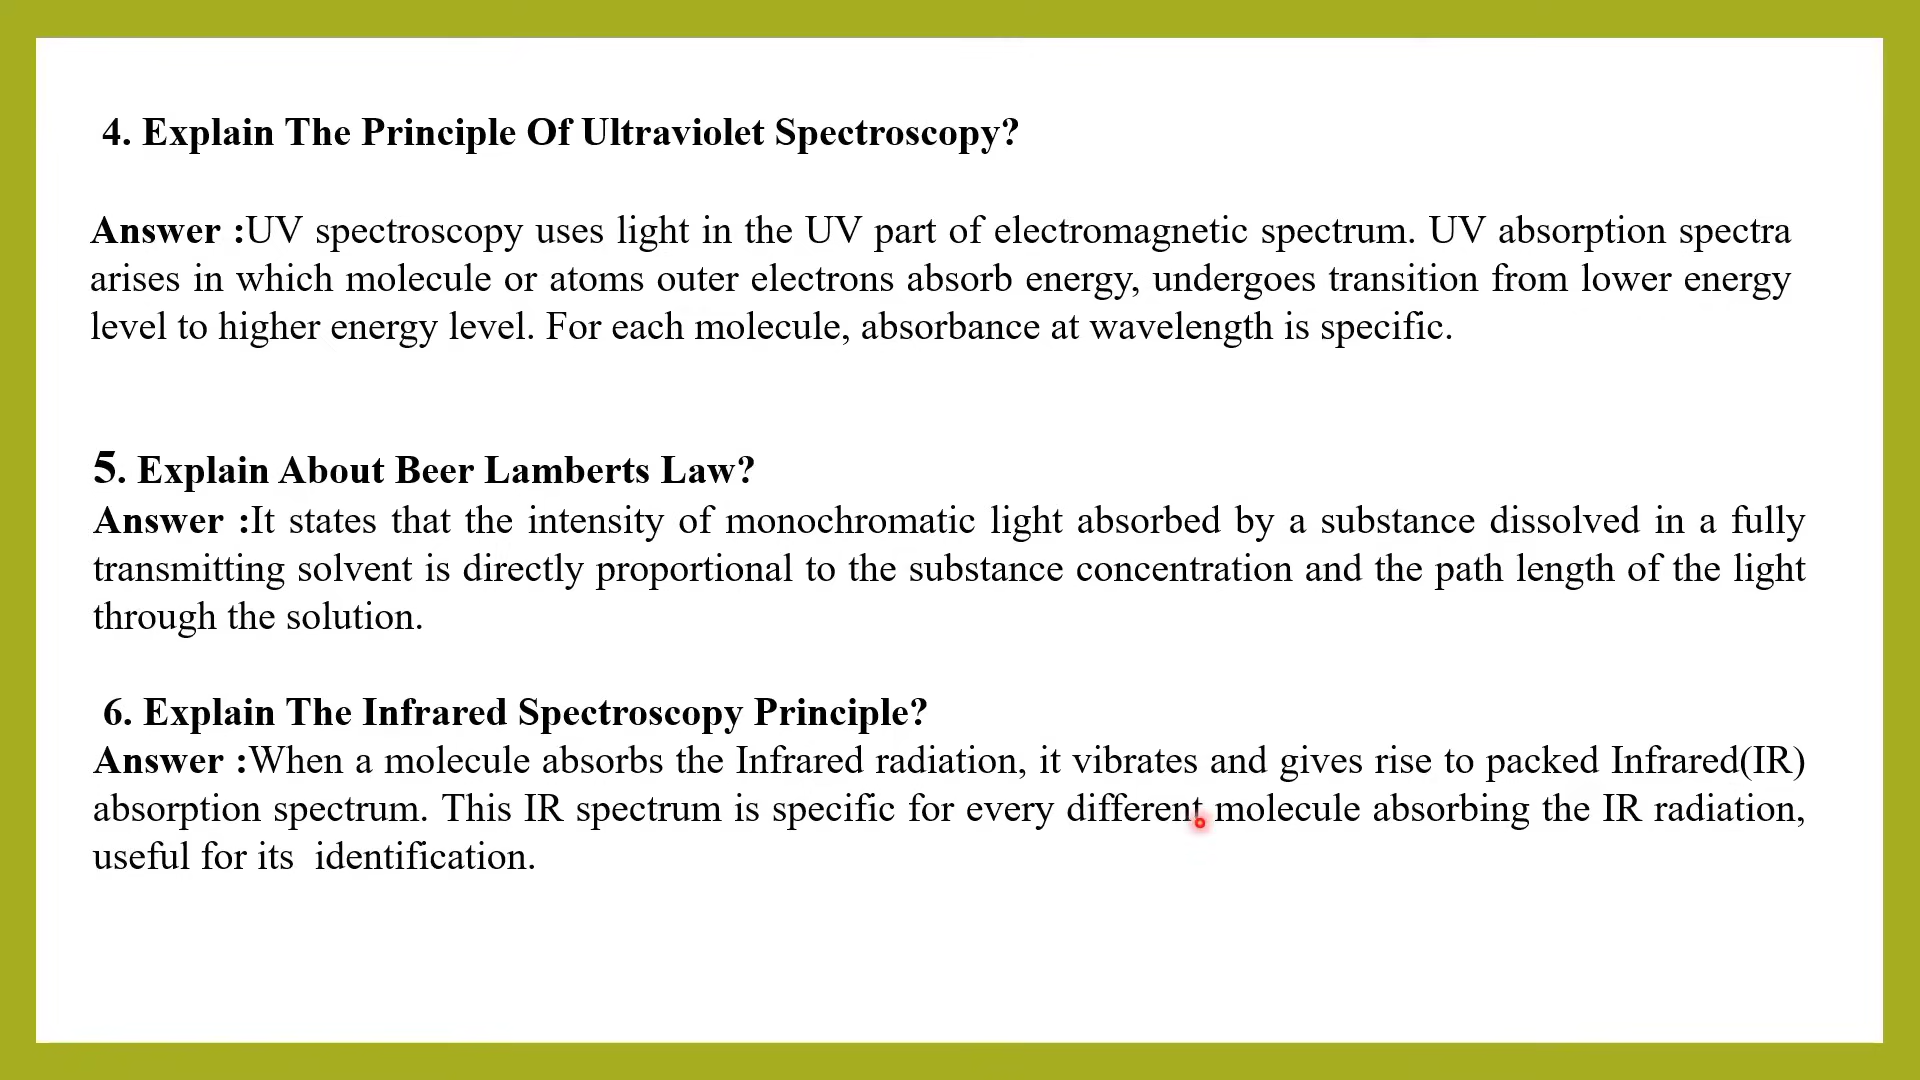 4. Explain The Principle Of Ultraviolet Spectroscopy?
Answer :UV spectroscopy uses light in the UV part of electromagnetic spectrum. UV absorption spectra
arises in which molecule or atoms outer electrons absorb energy, undergoes transition from lower energy
level to higher energy level. For each molecule, absorbance at wavelength is specific.
5. Explain About Beer Lamberts Law?
Answer :It states that the intensity of monochromatic light absorbed by a substance dissolved in a fully
transmitting solvent is directly proportional to the substance concentration and the path length of the light
through the solution.
6. Explain The Infrared Spectroscopy Principle?
Answer :When a molecule absorbs the Infrared radiation, it vibrates and gives rise to packed Infrared(IR)
absorption spectrum. This IR spectrum is specific for every different molecule absorbing the IR radiation,
useful for its  identification.